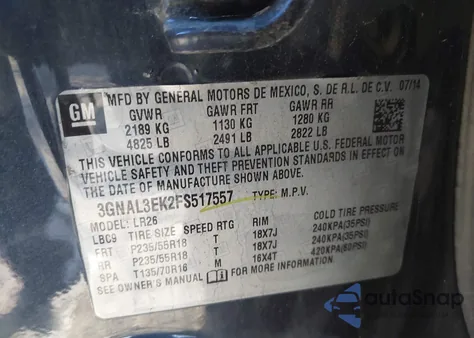 GM
MFD BY GENERAL MOTORS DE MEXICO, S. DE R.L. DE C.V. 07/14
GVWR GAWR FRT GAWR RR
2189 KG 1130 KG 1280 KG
4825 LB 2491 LB 2822 LB
THIS VEHICLE CONFORMS TO ALL APPLICABLE U.S. FEDERAL MOTOR
VEHICLE SAFETY AND THEFT PREVENTION STANDARDS IN EFFECT ON
THE DATE OF MANUFACTURE SHOWN ABOVE.
3GNAL3EK2FS517557 TYPE: M.P.V.
MODEL: LR26
LBC9 TIRE SIZE SPEED RTG RIM COLD TIRE PRESSURE
FRT P235/55R18 T 18X7J 240KPA(35PSI)
RR P235/55R18 T 18X7J 240KPA(35PSI)
SPA T135/70R16 M 16X4T 420KPA(60PSI)
SEE OWNER'S MANUAL
autoSnap